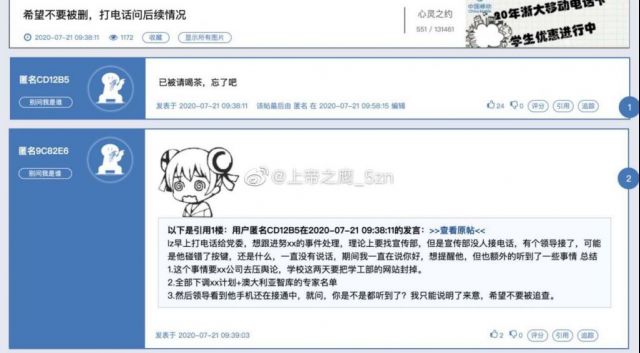 希望不要被删，打电话问后续情况
2020-07-21 09:38:11 1172 收藏 显示所有图片
心灵之约
551 / 131461
中国移动
20年浙大移动电话卡
学生优惠进行中
匿名CD12B5
别问我是谁
已被请喝茶，忘了吧
发表于 2020-07-21 09:38:11 该帖最后由 匿名 在 2020-07-21 09:58:15 编辑
24 0 评分 引用 追踪
1
匿名9C82E6
别问我是谁
@上帝之鹰_5zn
2
以下是引用1楼：用户匿名CD12B5在2020-07-21 09:38:11的发言：>>查看原帖<<
lz早上打电话给党委，想跟进努xx的事件处理，理论上要找宣传部，但是宣传部没人接电话，有个领导接了，可能
是他碰错了按键，还是什么，一直没有说话，期间我一直在说你好，想提醒他，但也额外的听到了一些事情 总结
1.这个事情要xx公司去压舆论，学校这两天要把学工部的网站封掉。
2.全部下调xx计划+澳大利亚智库的专家名单
3.然后领导看到他手机还在接通中，就问，你是不是都听到了？我只能说明了来意，希望不要被追查。
发表于 2020-07-21 09:39:03
2 0 评分 引用 追踪